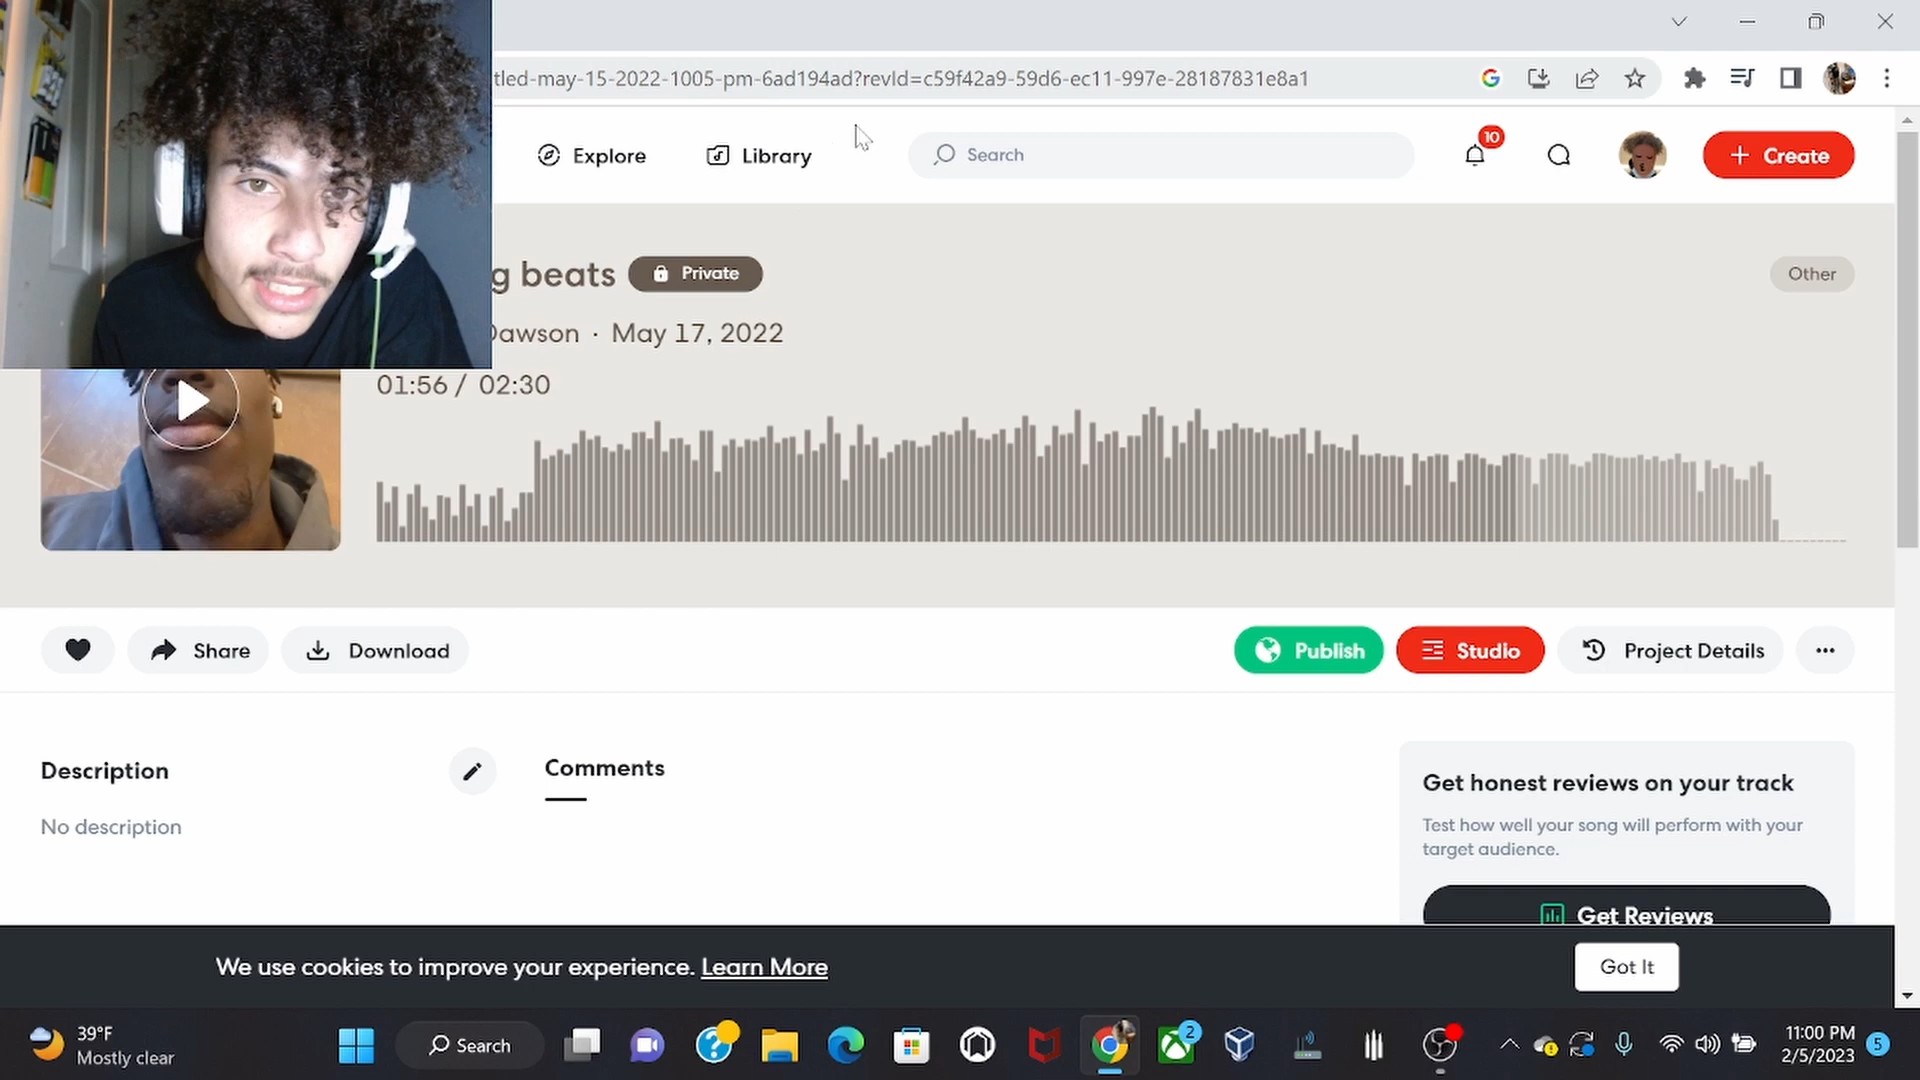 tled-may-15-2022-1005-pm-6ad194ad?revId=c59f42a9-59d6-ec11-997e-28187831e8a1
Explore
Library
Search
10
Create
g beats
Private
Other
Dawson · May 17, 2022
01:56 / 02:30
Share
Download
Publish
Studio
Project Details
Description
Comments
No description
Get honest reviews on your track
Test how well your song will perform with your
target audience.
Get Reviews
We use cookies to improve your experience. Learn More
Got It
39°F
Mostly clear
Search
2
11:00 PM
2/5/2023
5